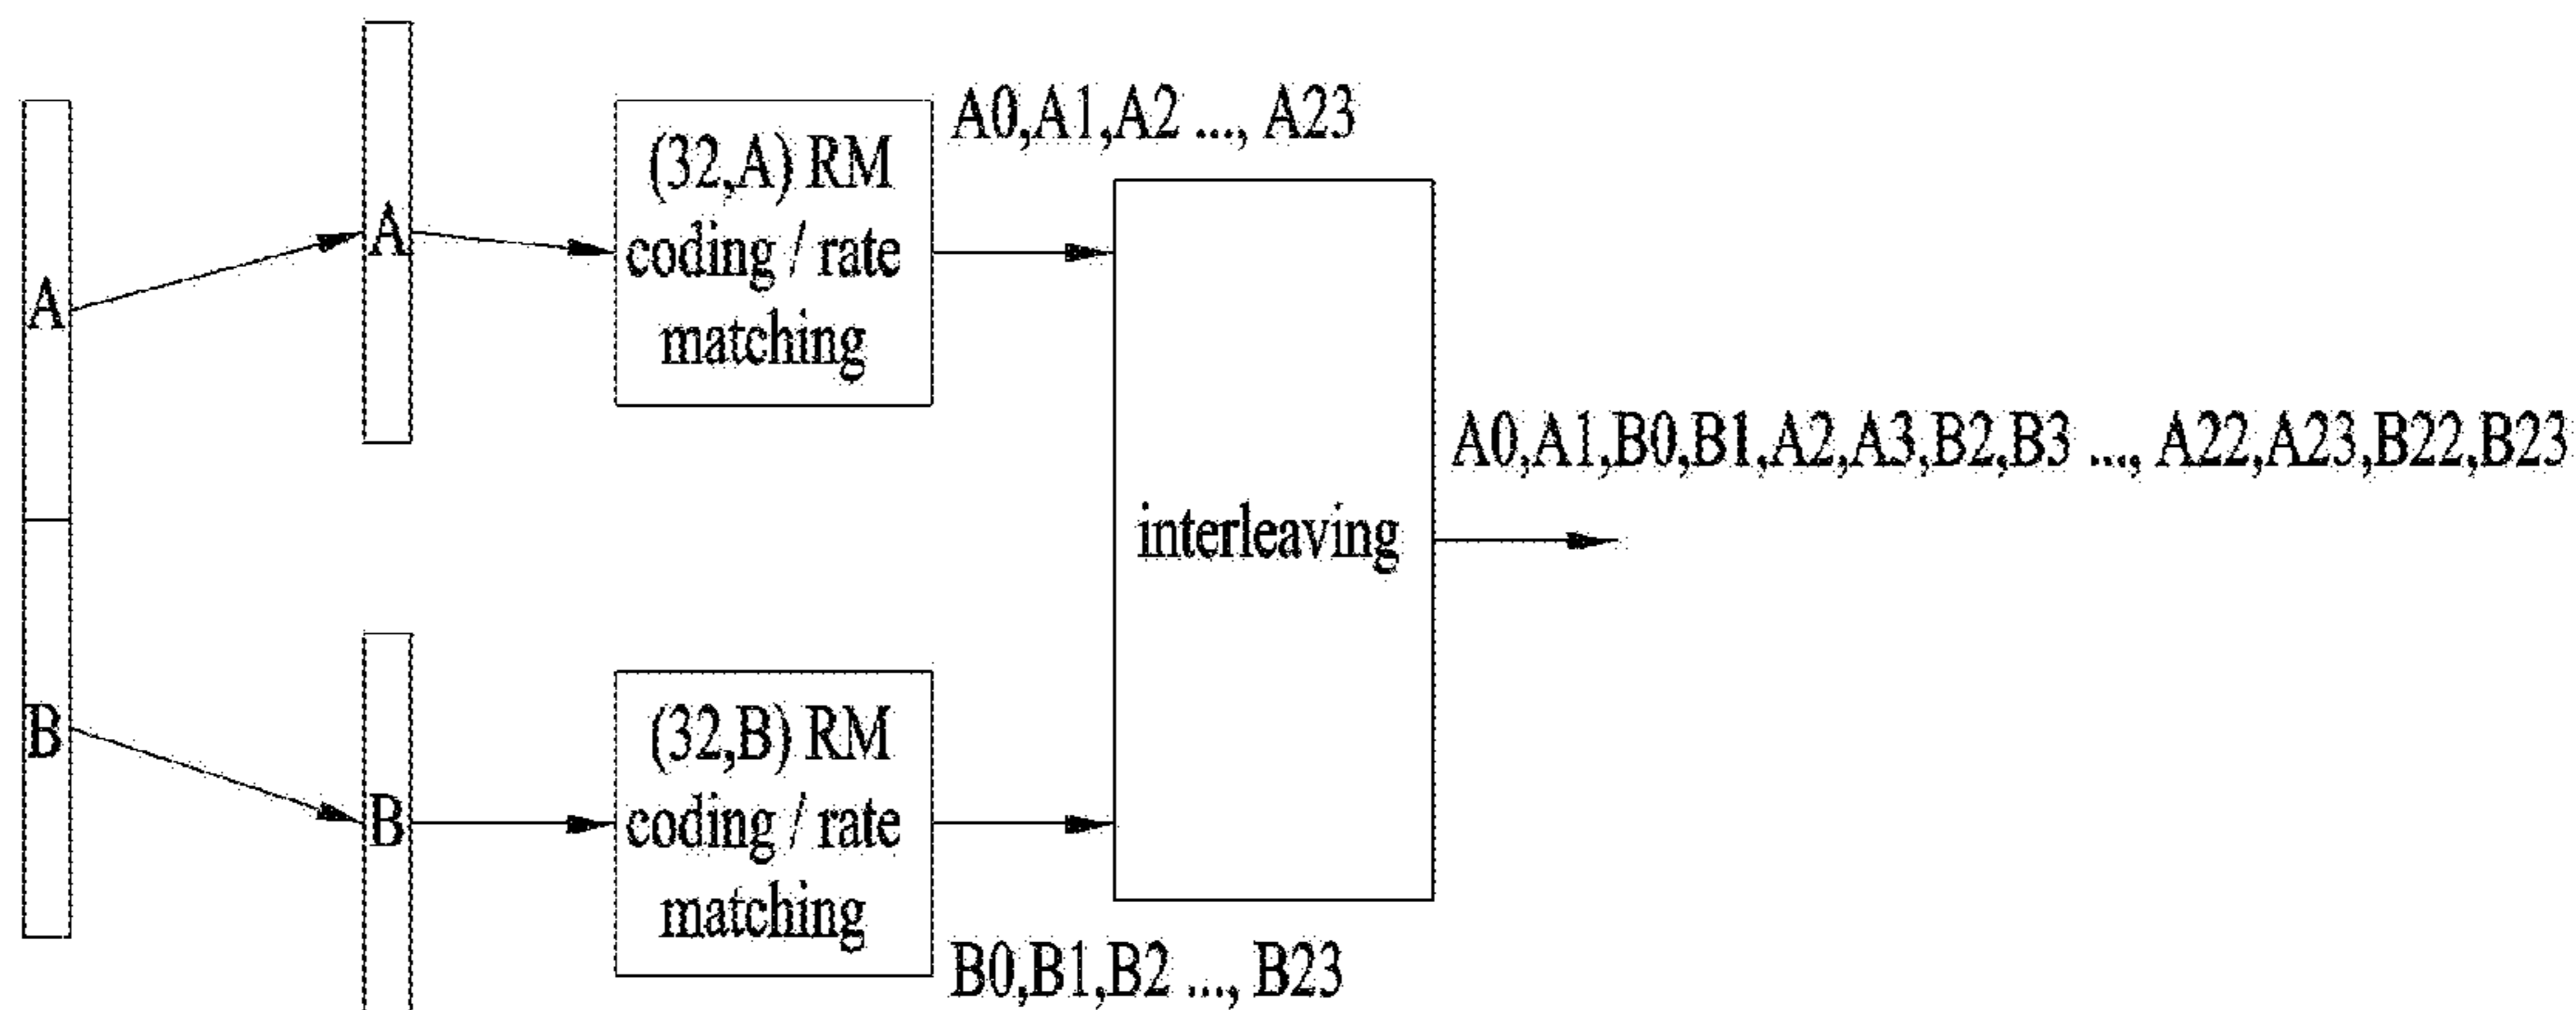 A
B
A
B
(32,A) RM
coding / rate
matching
A0,A1,A2 ..., A23
(32,B) RM
coding / rate
matching
B0,B1,B2 ..., B23
interleaving
A0,A1,B0,B1,A2,A3,B2,B3 ..., A22,A23,B22,B23